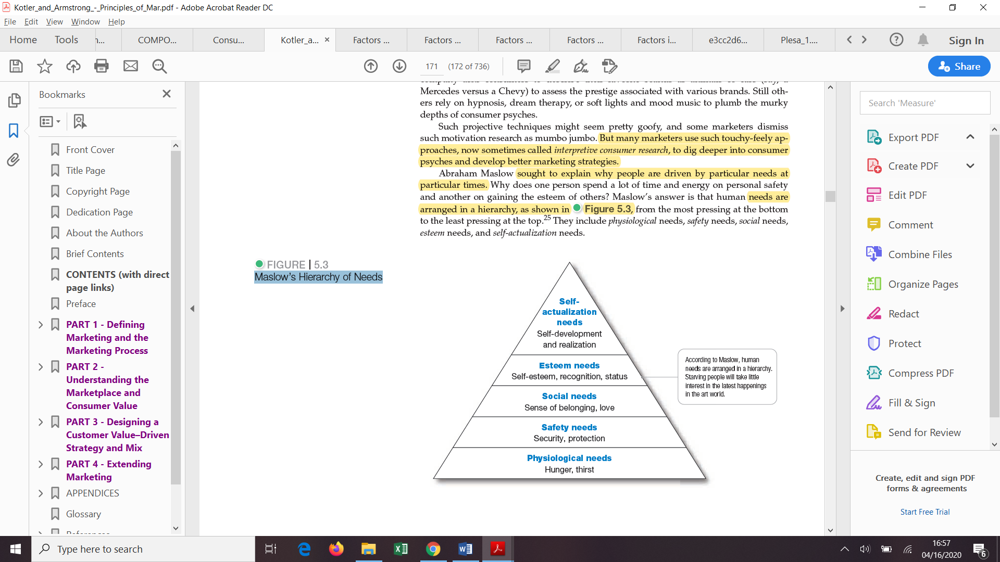 Kotler_and_Armstrong_-_Principles_of_Mar.pdf - Adobe Acrobat Reader DC
File Edit View Window Help
Home Tools COMPO... Consu... Kotler_a... Factors ... Factors ... Factors ... Factors ... Factors i... e3cc2d6... Plesa_1.... Sign In
171 (172 of 736) Share
Bookmarks
Front Cover
Title Page
Copyright Page
Dedication Page
About the Authors
Brief Contents
CONTENTS (with direct
page links)
Preface
PART 1 - Defining
Marketing and the
Marketing Process
PART 2 -
Understanding the
Marketplace and
Consumer Value
PART 3 - Designing a
Customer Value–Driven
Strategy and Mix
PART 4 - Extending
Marketing
APPENDICES
Glossary
Mercedes versus a Chevy) to assess the prestige associated with various brands. Still oth-
ers rely on hypnosis, dream therapy, or soft lights and mood music to plumb the murky
depths of consumer psyches.
Such projective techniques might seem pretty goofy, and some marketers dismiss
such motivation research as mumbo jumbo. But many marketers use such touchy-feely ap-
proaches, now sometimes called interpretive consumer research, to dig deeper into consumer
psyches and develop better marketing strategies.
Abraham Maslow sought to explain why people are driven by particular needs at
particular times. Why does one person spend a lot of time and energy on personal safety
and another on gaining the esteem of others? Maslow’s answer is that human needs are
arranged in a hierarchy, as shown in Figure 5.3, from the most pressing at the bottom
to the least pressing at the top.25 They include physiological needs, safety needs, social needs,
esteem needs, and self-actualization needs.
FIGURE | 5.3
Maslow’s Hierarchy of Needs
Self-
actualization
needs
Self-development
and realization
Esteem needs
Self-esteem, recognition, status
Social needs
Sense of belonging, love
Safety needs
Security, protection
Physiological needs
Hunger, thirst
According to Maslow, human
needs are arranged in a hierarchy.
Starving people will take little
interest in the latest happenings
in the art world.
Search 'Measure'
Export PDF
Create PDF
Edit PDF
Comment
Combine Files
Organize Pages
Redact
Protect
Compress PDF
Fill & Sign
Send for Review
Create, edit and sign PDF
forms & agreements
Start Free Trial
Type here to search
16:57
04/16/2020
6